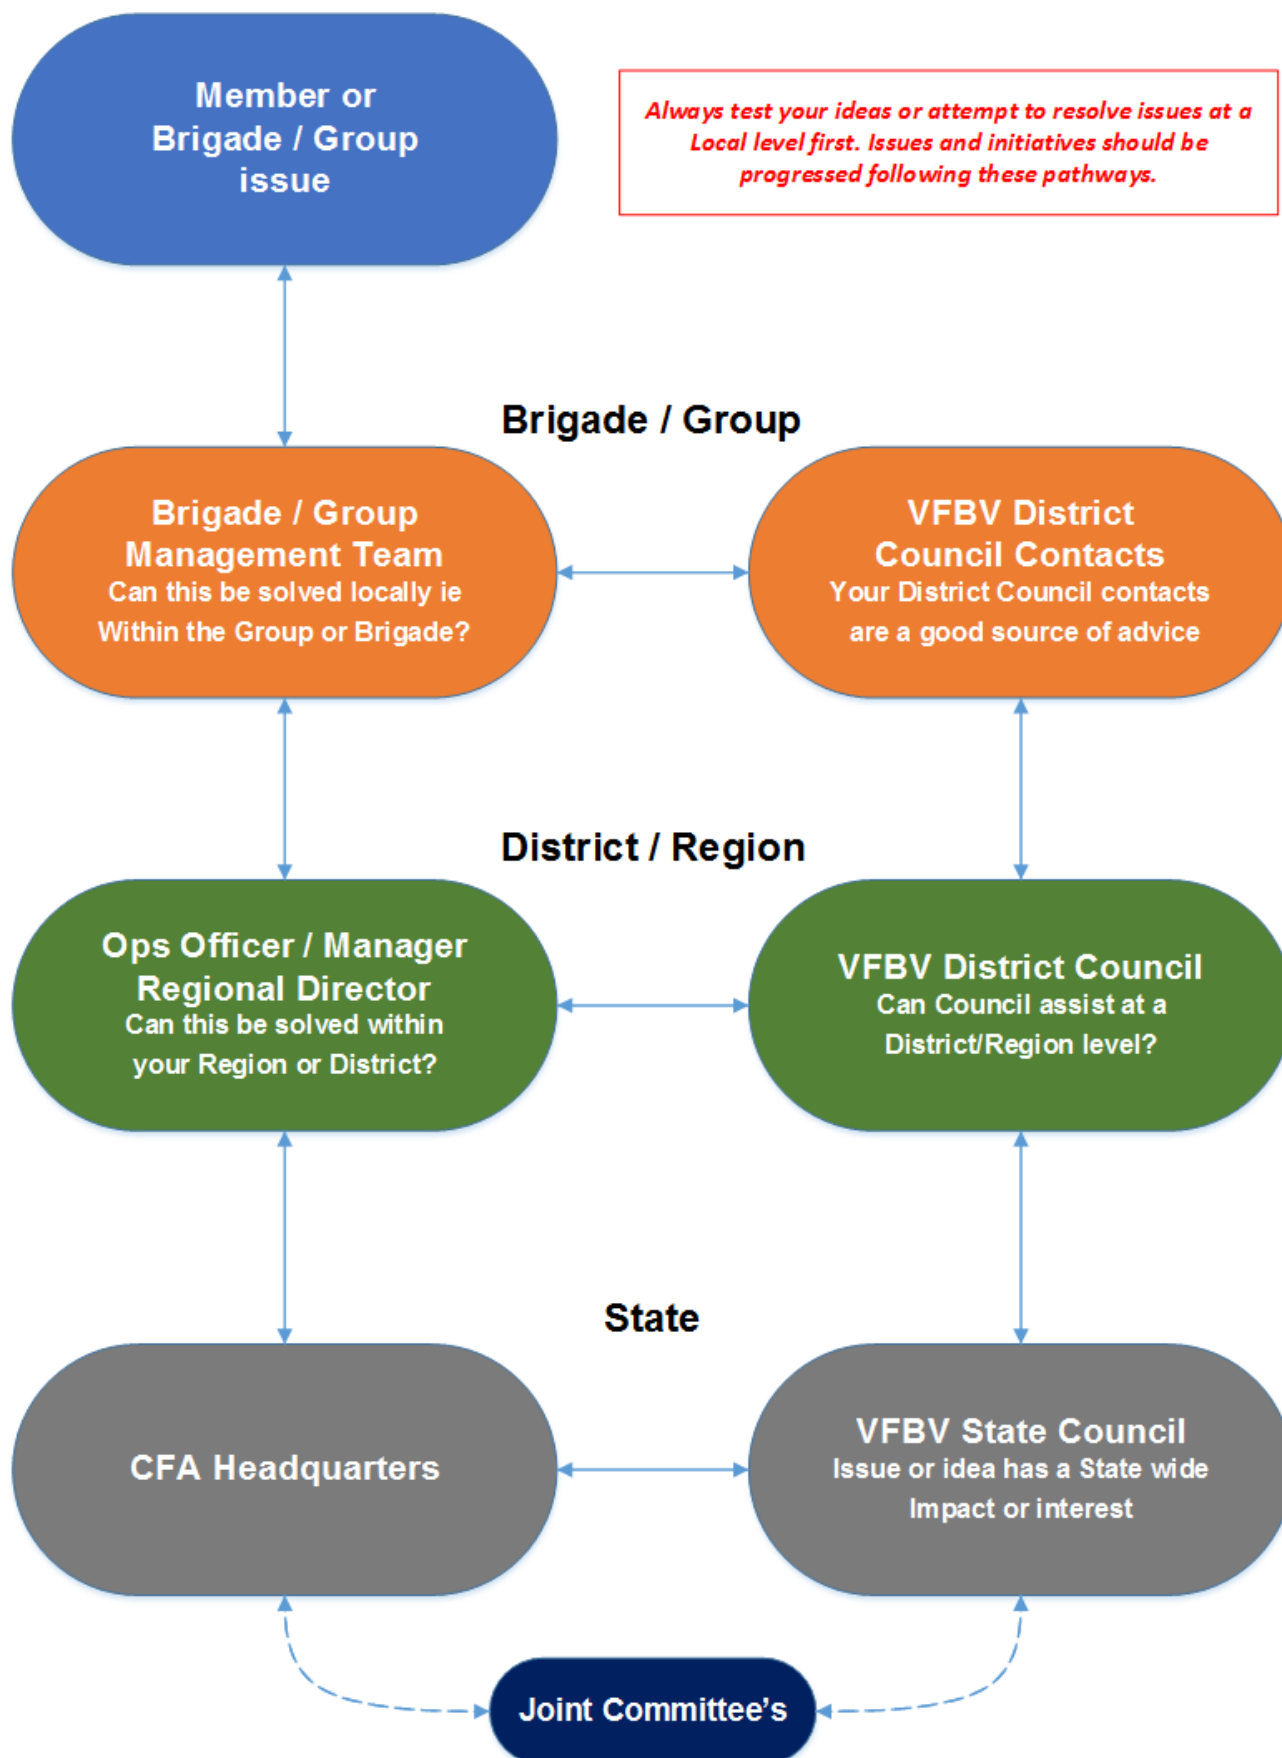 Member or
Brigade / Group
issue
Always test your ideas or attempt to resolve issues at a
Local level first. Issues and initiatives should be
progressed following these pathways.
Brigade / Group
Brigade / Group
Management Team
Can this be solved locally ie
Within the Group or Brigade?
VFBV District
Council Contacts
Your District Council contacts
are a good source of advice
District / Region
Ops Officer / Manager
Regional Director
Can this be solved within
your Region or District?
VFBV District Council
Can Council assist at a
District/Region level?
State
CFA Headquarters
VFBV State Council
Issue or idea has a State wide
Impact or interest
Joint Committee’s